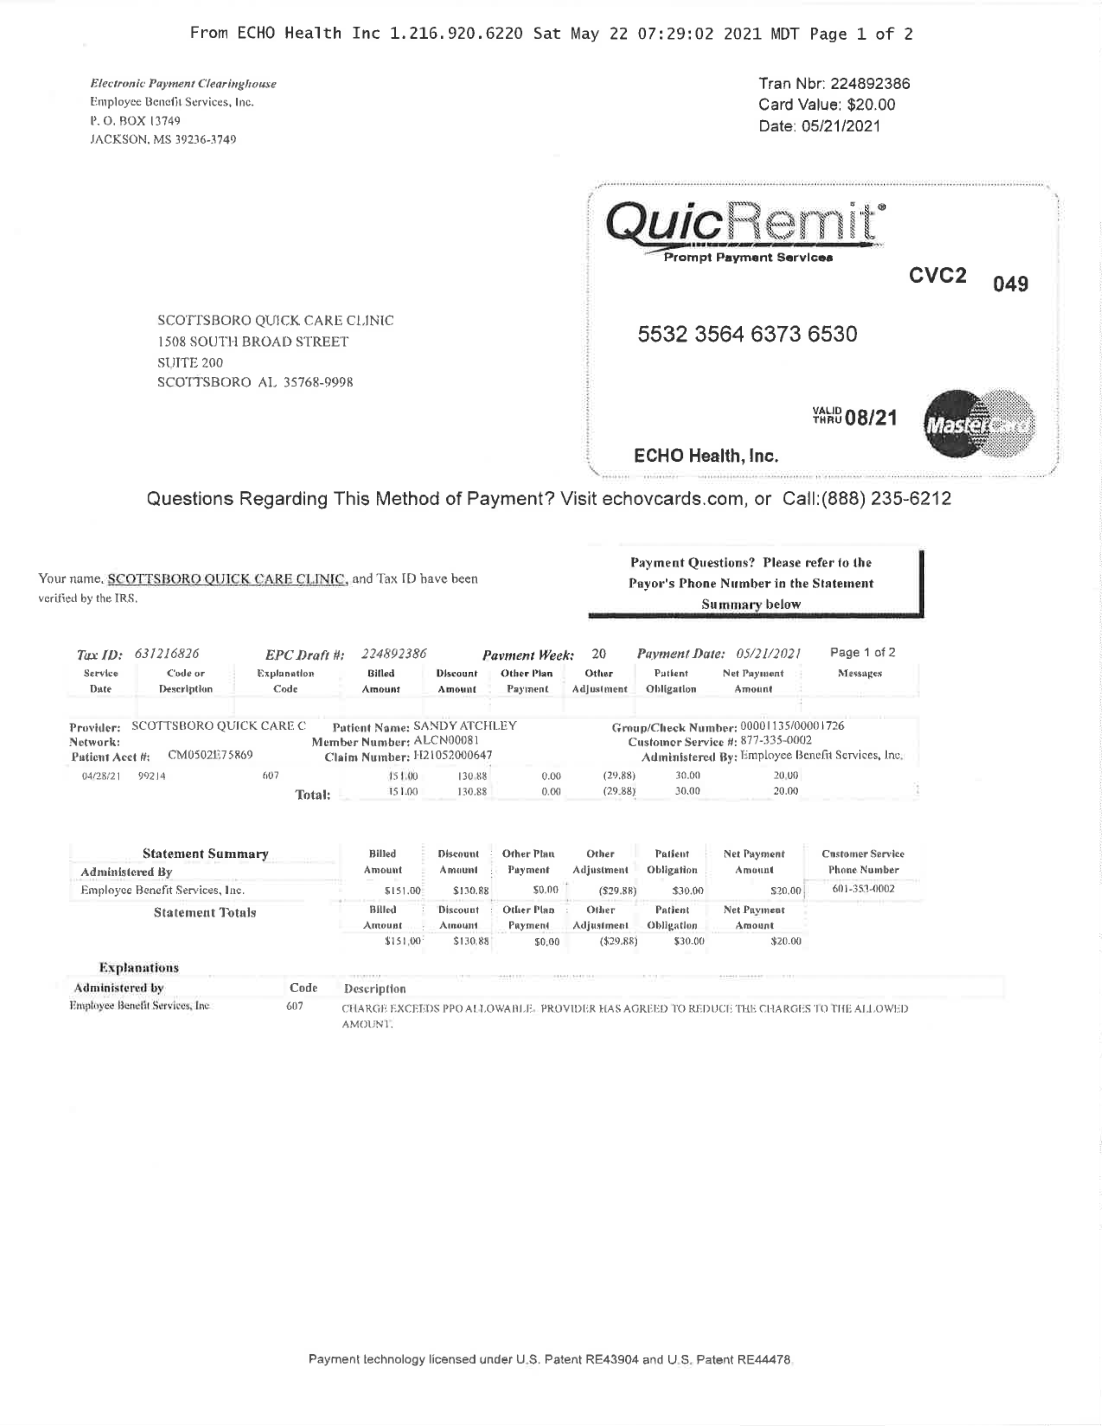 From ECHO Health Inc 1.216.920.6220 Sat May 22 07:29:02 2021 MDT Page 1 of 2
Electronic Payment Clearinghouse
Employee Benefit Services, Inc.
P. O. BOX 13749
JACKSON, MS 39236-3749
Tran Nbr: 224892386
Card Value: $20.00
Date: 05/21/2021
QuicRemit®
Prompt Payment Services
CVC2 049
5532 3564 6373 6530
VALID THRU 08/21
MasterCard
ECHO Health, Inc.
SCOTTSBORO QUICK CARE CLINIC
1508 SOUTH BROAD STREET
SUITE 200
SCOTTSBORO AL 35768-9998
Questions Regarding This Method of Payment? Visit echovcards.com, or Call:(888) 235-6212
Your name, SCOTTSBORO QUICK CARE CLINIC, and Tax ID have been
verified by the IRS.
Payment Questions? Please refer to the
Payor's Phone Number in the Statement
Summary below
Tax ID: 631216826 EPC Draft #: 224892386 Payment Week: 20 Payment Date: 05/21/2021 Page 1 of 2
Service Code or Explanation Billed Discount Other Plan Other Patient Net Payment Messages
Date Description Code Amount Amount Payment Adjustment Obligation Amount
Provider: SCOTTSBORO QUICK CARE C Patient Name: SANDY ATCHLEY Group/Check Number: 00001135/00001726
Network: Member Number: ALCN00081 Customer Service #: 877-335-0002
Patient Acct #: CM0502E75869 Claim Number: H21052000647 Administered By: Employee Benefit Services, Inc.
04/28/21 99214 607 151.00 130.88 0.00 (29.88) 30.00 20.00
Total: 151.00 130.88 0.00 (29.88) 30.00 20.00
Statement Summary Billed Discount Other Plan Other Patient Net Payment Customer Service
Administered By Amount Amount Payment Adjustment Obligation Amount Phone Number
Employee Benefit Services, Inc. $151.00 $130.88 $0.00 ($29.88) $30.00 $20.00 601-353-0002
Statement Totals Billed Discount Other Plan Other Patient Net Payment
Amount Amount Payment Adjustment Obligation Amount
$151.00 $130.88 $0.00 ($29.88) $30.00 $20.00
Explanations
Administered by Code Description
Employee Benefit Services, Inc 607 CHARGE EXCEEDS PPO ALLOWABLE. PROVIDER HAS AGREED TO REDUCE THE CHARGES TO THE ALLOWED
AMOUNT.
Payment technology licensed under U.S. Patent RE43904 and U.S. Patent RE44478.